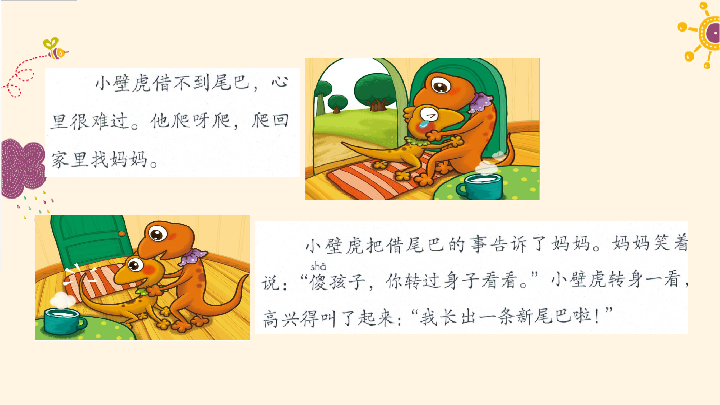 小壁虎借不到尾巴，心
里很难过。他爬呀爬，爬回
家里找妈妈。
小壁虎把借尾巴的事告诉了妈妈。妈妈笑着
shǎ
说：“傻孩子，你转过身子看看。”小壁虎转身一看，
高兴得叫了起来：“我长出一条新尾巴啦！”